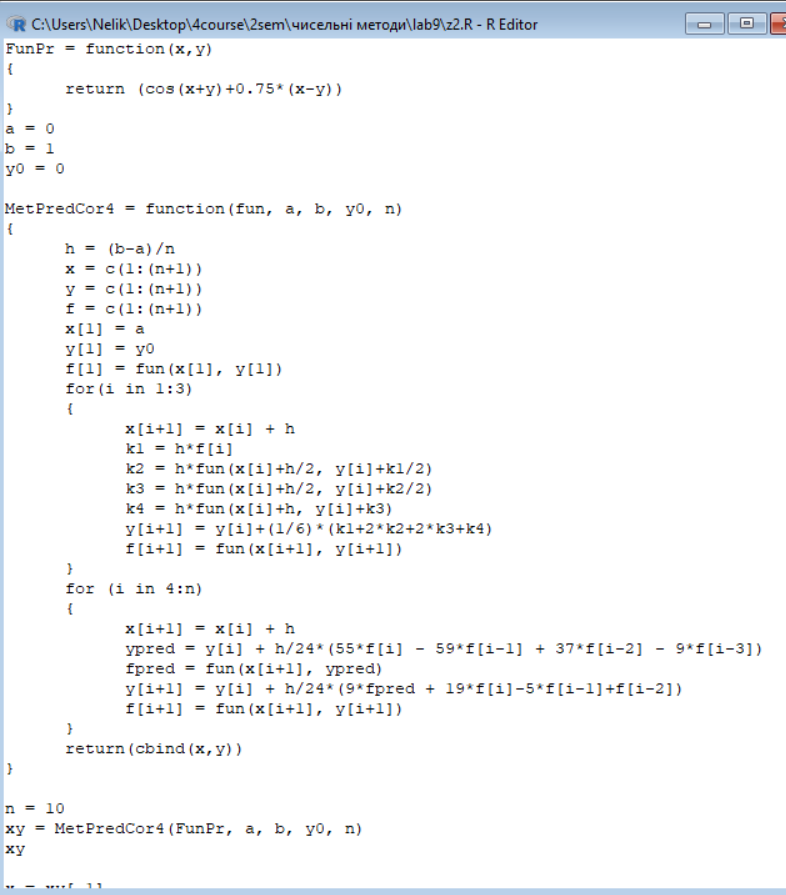 C:\Users\Nelik\Desktop\4course\2sem\чисельні методи\lab9\z2.R - R Editor
FunPr = function(x,y)
{
      return (cos(x+y)+0.75*(x-y))
}
a = 0
b = 1
y0 = 0

MetPredCor4 = function(fun, a, b, y0, n)
{
      h = (b-a)/n
      x = c(1:(n+1))
      y = c(1:(n+1))
      f = c(1:(n+1))
      x[1] = a
      y[1] = y0
      f[1] = fun(x[1], y[1])
      for(i in 1:3)
      {
            x[i+1] = x[i] + h
            k1 = h*f[i]
            k2 = h*fun(x[i]+h/2, y[i]+k1/2)
            k3 = h*fun(x[i]+h/2, y[i]+k2/2)
            k4 = h*fun(x[i]+h, y[i]+k3)
            y[i+1] = y[i]+(1/6)*(k1+2*k2+2*k3+k4)
            f[i+1] = fun(x[i+1], y[i+1])
      }
      for (i in 4:n)
      {
            x[i+1] = x[i] + h
            ypred = y[i] + h/24*(55*f[i] - 59*f[i-1] + 37*f[i-2] - 9*f[i-3])
            fpred = fun(x[i+1], ypred)
            y[i+1] = y[i] + h/24*(9*fpred + 19*f[i]-5*f[i-1]+f[i-2])
            f[i+1] = fun(x[i+1], y[i+1])
      }
      return(cbind(x,y))
}

n = 10
xy = MetPredCor4(FunPr, a, b, y0, n)
xy